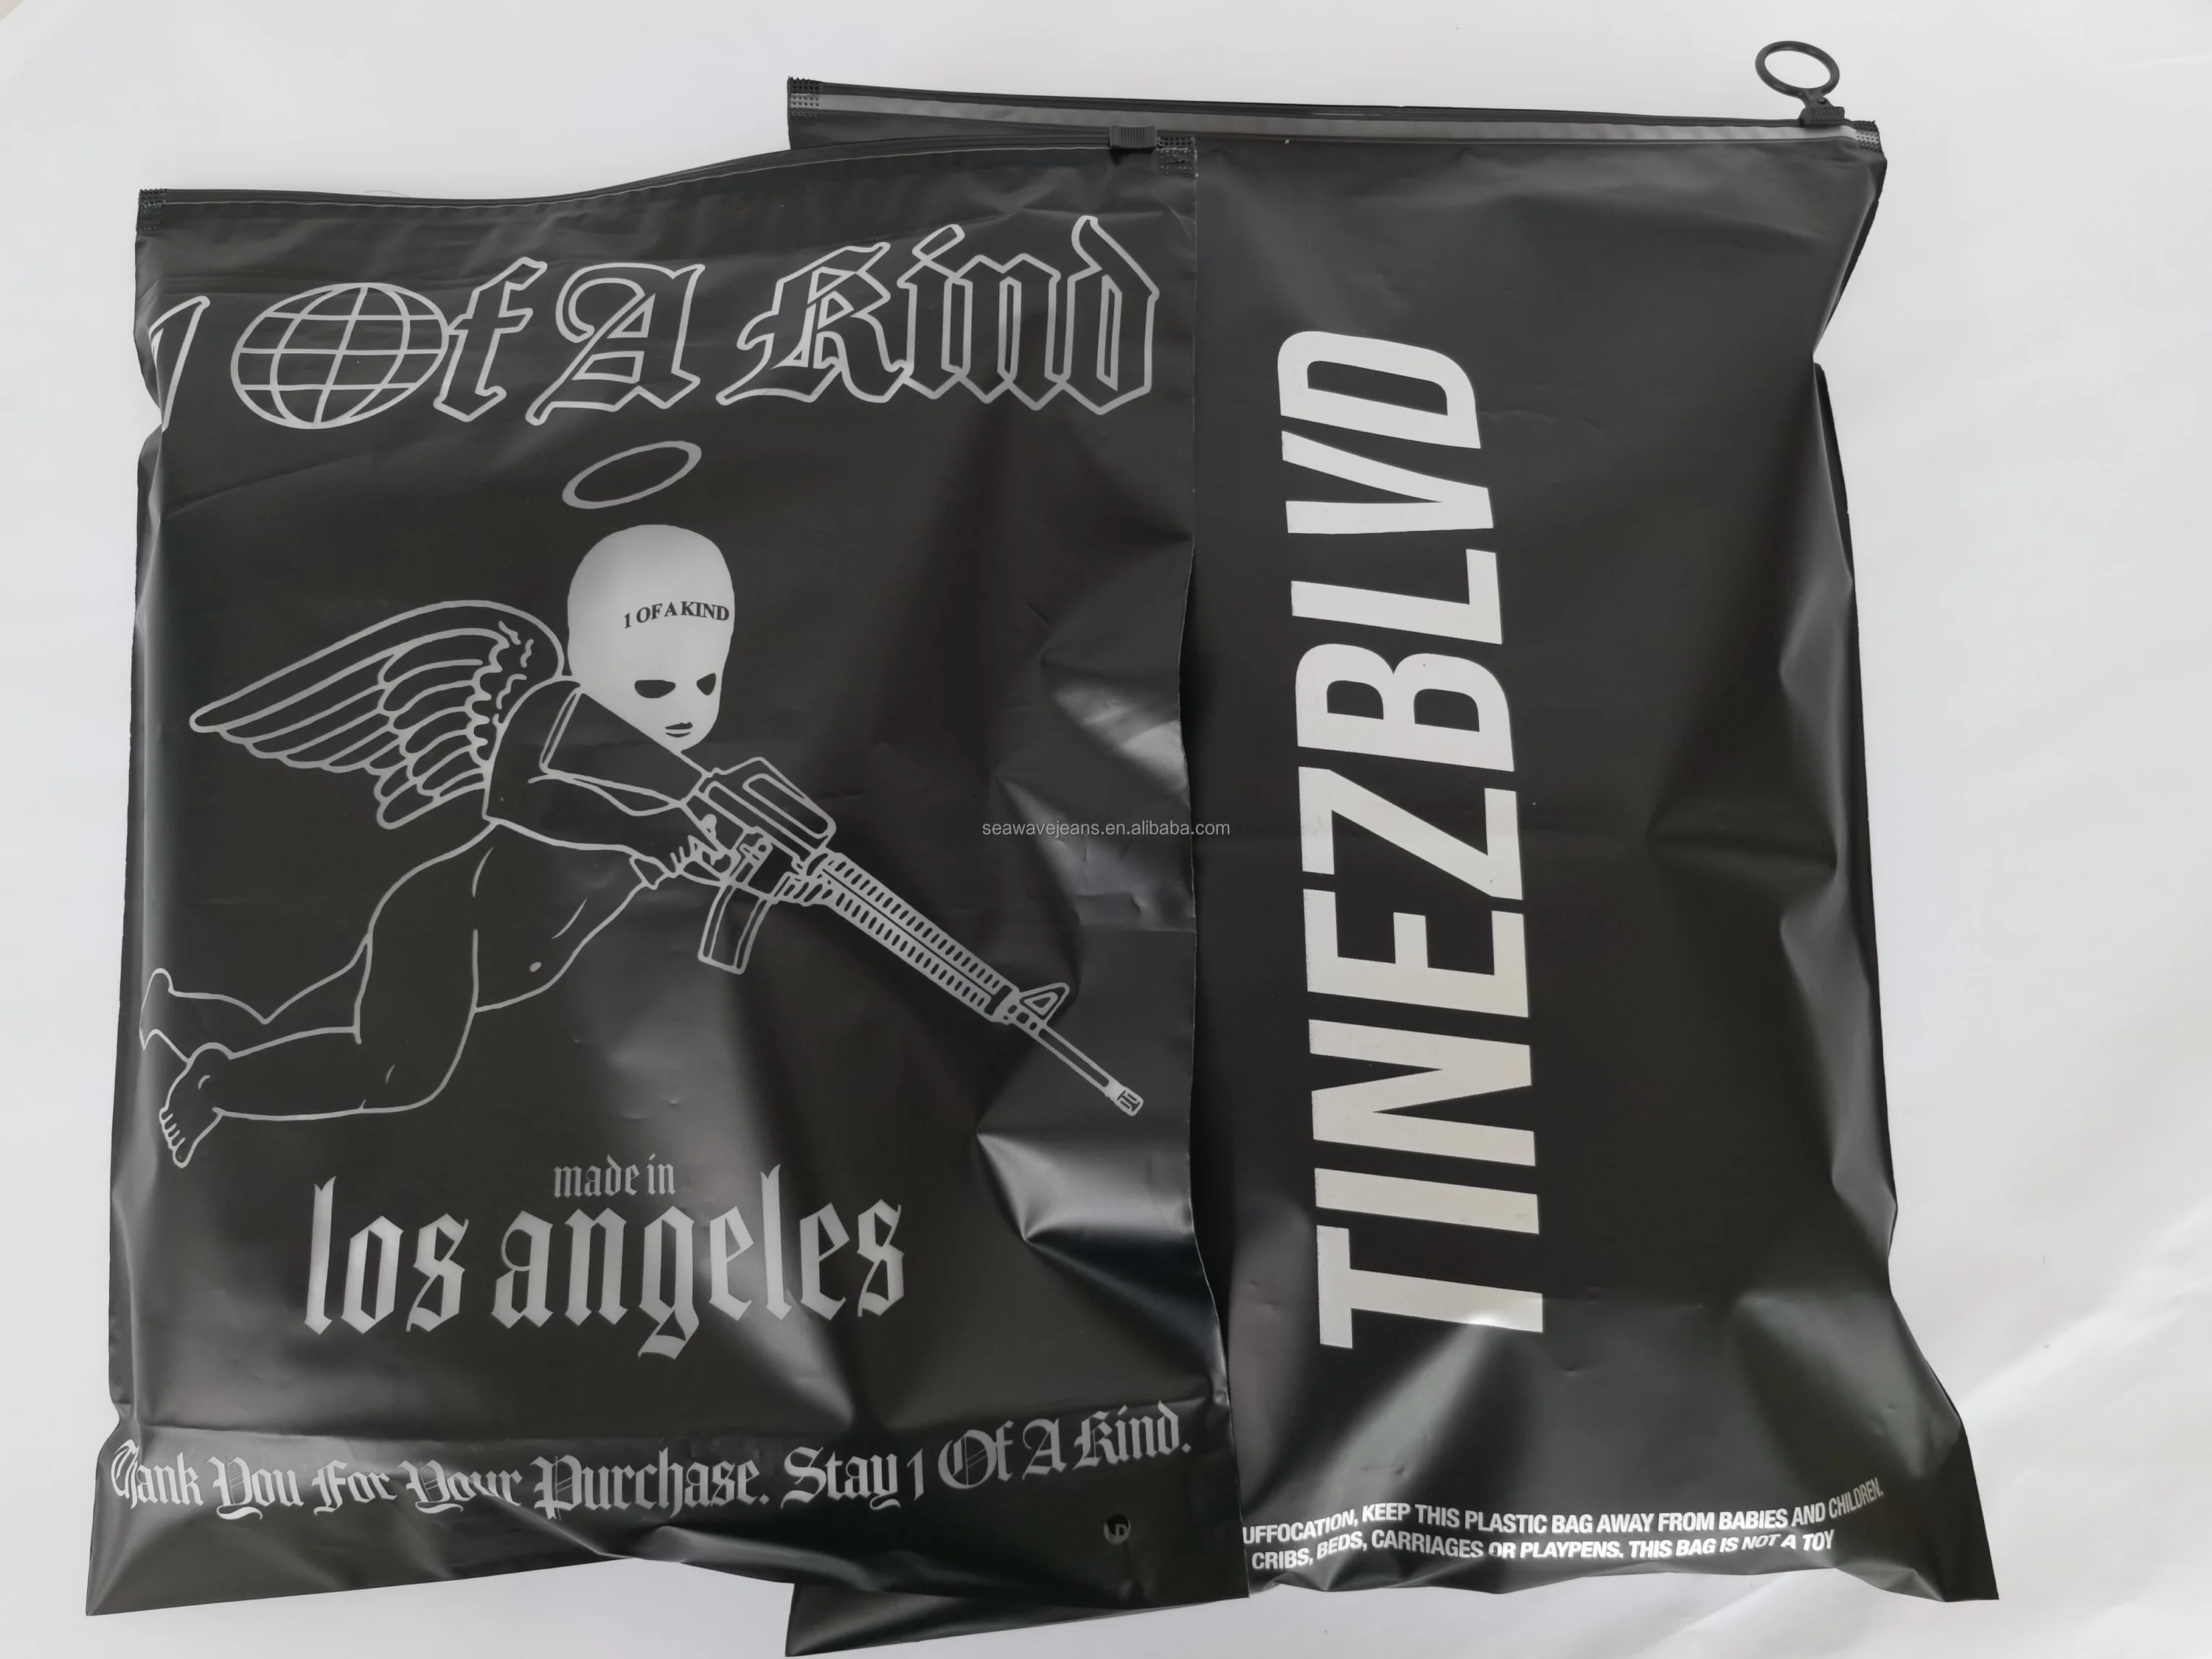 1 Of A Kind
1 OF A KIND
made in
los angeles
Thank You For Your Purchase. Stay 1 Of A Kind.
TINEZBLVD
UFFOCATION, KEEP THIS PLASTIC BAG AWAY FROM BABIES AND CHILDREN.
CRIBS, BEDS, CARRIAGES OR PLAYPENS. THIS BAG IS NOT A TOY
seawavejeans.en.alibaba.com